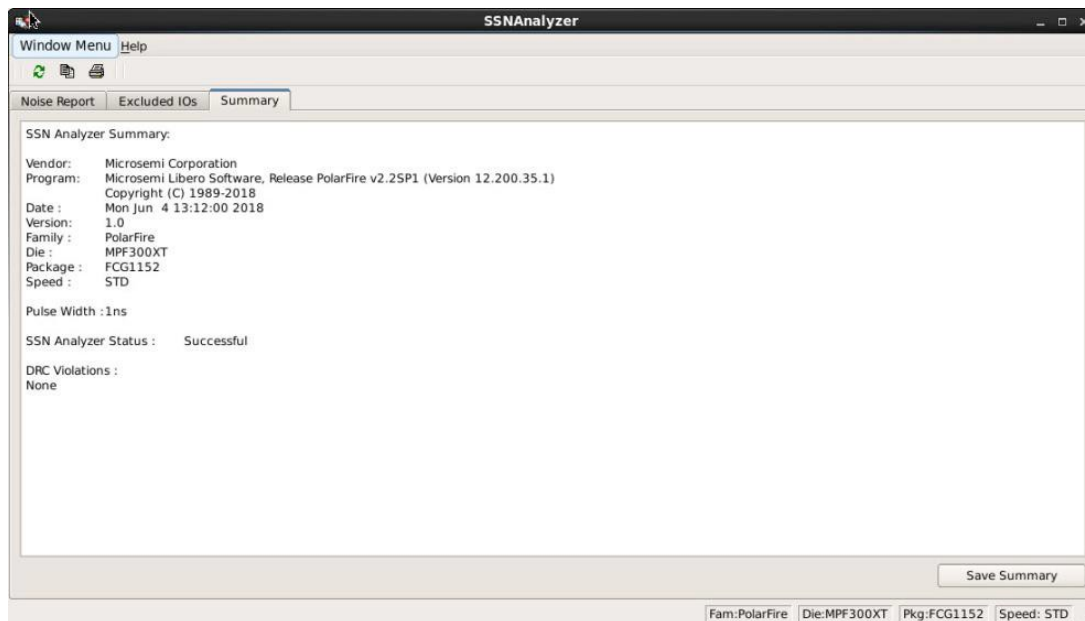 SSNAnalyzer
Window Menu Help
Noise Report Excluded IOs Summary
SSN Analyzer Summary:
Vendor: Microsemi Corporation
Program: Microsemi Libero Software, Release PolarFire v2.2SP1 (Version 12.200.35.1)
Copyright (C) 1989-2018
Date : Mon Jun 4 13:12:00 2018
Version: 1.0
Family : PolarFire
Die : MPF300XT
Package : FCG1152
Speed : STD
Pulse Width :1ns
SSN Analyzer Status : Successful
DRC Violations :
None
Save Summary
Fam:PolarFire Die:MPF300XT Pkg:FCG1152 Speed: STD